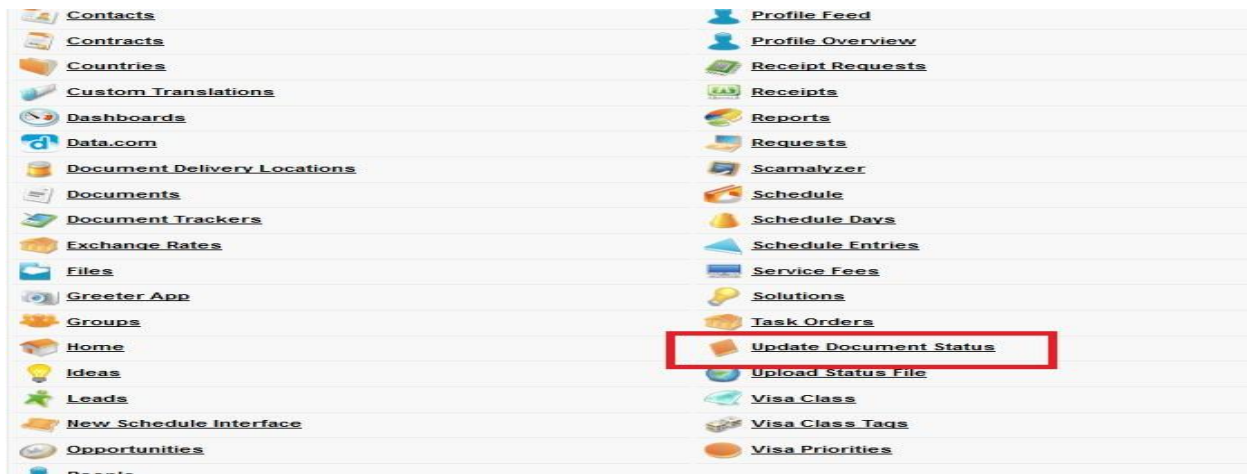 Contacts
Contracts
Countries
Custom Translations
Dashboards
Data.com
Document Delivery Locations
Documents
Document Trackers
Exchange Rates
Files
Greeter App
Groups
Home
Ideas
Leads
New Schedule Interface
Opportunities
People
Profile Feed
Profile Overview
Receipt Requests
Receipts
Reports
Requests
Scamalyzer
Schedule
Schedule Days
Schedule Entries
Service Fees
Solutions
Task Orders
Update Document Status
Upload Status File
Visa Class
Visa Class Tags
Visa Priorities